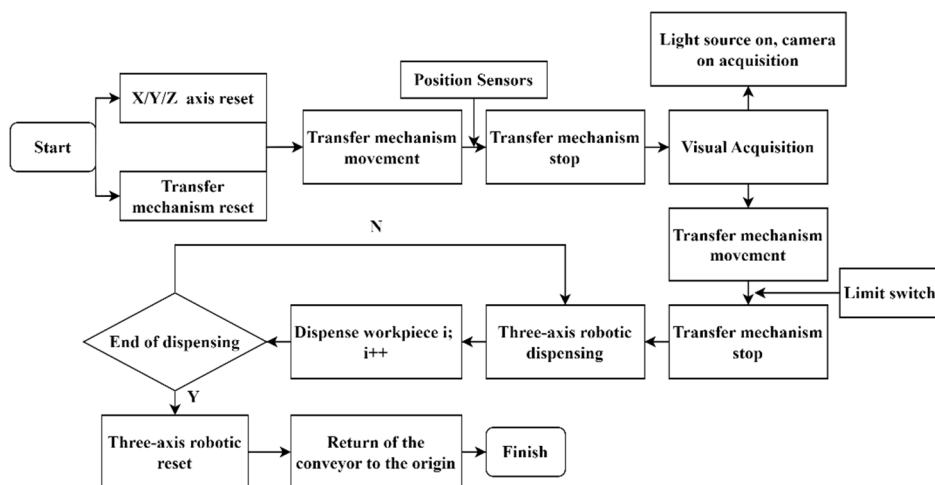 Light source on, camera
on acquisition
Position Sensors
X/Y/Z axis reset
Start
Transfer mechanism
movement
Transfer mechanism
stop
Visual Acquisition
Transfer
mechanism reset
N
Transfer mechanism
movement
Limit switch
End of dispensing
Dispense workpiece i;
i++
Three-axis robotic
dispensing
Transfer mechanism
stop
Y
Three-axis robotic
reset
Return of the
conveyor to the origin
Finish